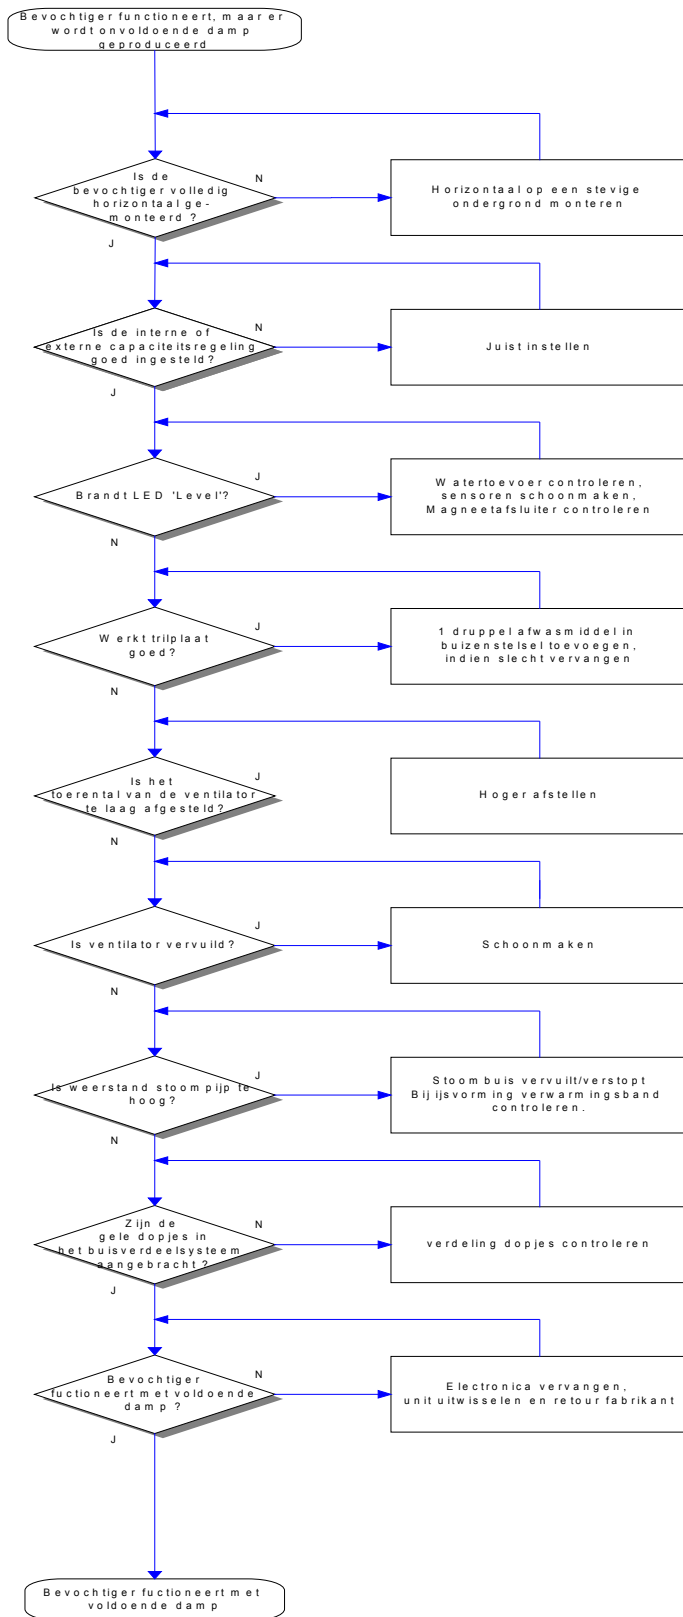 Bevochtiger functioneert, maar er
wordt onvoldoende damp
geproduceerd
Is de
bevochtiger volledig
horizontaal ge-
monteerd ?
N
Horizontaal op een stevige
ondergrond monteren
J
Is de interne of
externe capaciteitsregeling
goed ingesteld?
N
Juist instellen
J
Brandt LED 'Level'?
J
Watertoevoer controleren,
sensoren schoonmaken,
Magneetafsluiter controleren
N
Werkt trilplaat
goed?
J
1 druppel afwasmiddel in
buizenstelsel toevoegen,
indien slecht vervangen
N
Is het
toerental van de ventilator
te laag afgesteld?
J
Hoger afstellen
N
Is ventilator vervuild?
J
Schoonmaken
N
Is weerstand stoompijp te
hoog?
J
Stoombuis vervuilt/verstopt
Bij ijsvorming verwarmingsband
controleren.
N
Zijn de
gele dopjes in
het buisverdeelsysteem
aangebracht?
N
verdeling dopjes controleren
J
Bevochtiger
fuctioneert met voldoende
damp ?
N
Electronica vervangen,
unit uitwisselen en retour fabrikant
J
Bevochtiger fuctioneert met
voldoende damp